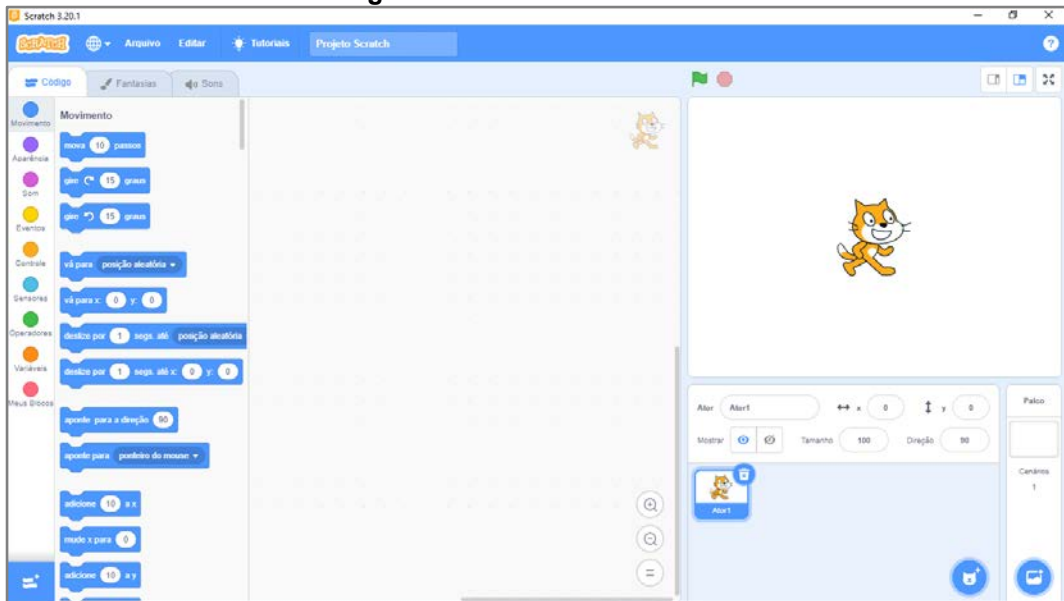 Scratch 3.20.1
SCRATCH Arquivo Editar Tutoriais Projeto Scratch ?
Código Fantasias Sons
Movimento
Aparência
Som
Eventos
Controle
Sensores
Operadores
Variáveis
Meus Blocos
Movimento
mova 10 passos
gire 15 graus
gire 15 graus
vá para posição aleatória
vá para x: 0 y: 0
deslize por 1 segs. até posição aleatória
deslize por 1 segs. até x: 0 y: 0
aponte para a direção 90
aponte para ponteiro do mouse
adicione 10 a x
mude x para 0
adicione 10 a y
Ator Ator1 x 0 y 0
Mostrar Tamanho 100 Direção 90
Ator1
Palco
Cenários
1